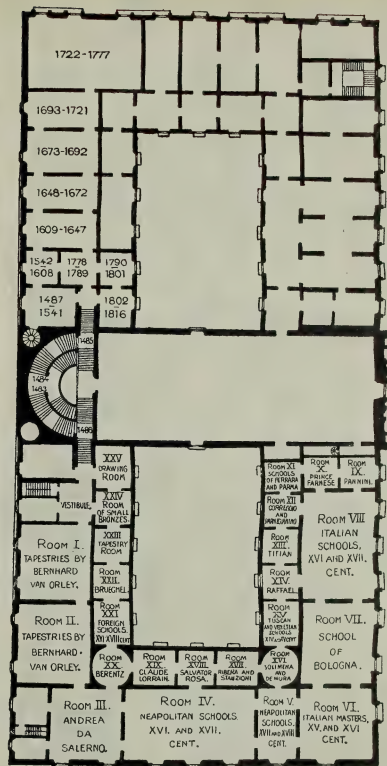 1722-1777
1693-1721
1673-1692
1648-1672
1609-1647
1542
1608
1778
1789
1790
1801
1487
1541
1802
1816
1485
1484
1483
1486
XXV
DRAWING
ROOM
VESTIBULE
XXIV
ROOM
OF SMALL
BRONZES.
XXIII
TAPESTRY
ROOM
ROOM I.
TAPESTRIES BY
BERNHARD
VAN ORLEY.
ROOM
XXII.
BRUEGHEL
ROOM
XXI
FOREIGN
SCHOOLS.
ROOM II.
TAPESTRIES BY
BERNHARD
VAN ORLEY.
ROOM
XX
BERENTZ
ROOM
XIX
CLAUDE
LORRAIN.
ROOM
XVIII.
SALVATOR
ROSA.
ROOM
XVII
RIBERA AND
STANZIONI
ROOM
XVI
SOLIMENA
AND
DEMURA
ROOM XI
SCHOOLS
OF FERRARA
AND PARMA
ROOM
X.
PRINCE
FARNESE
ROOM
IX.
PANNINI.
ROOM XII
CORREGGIO
AND
PARMEGIANINO
ROOM
XIII.
TITIAN
ROOM
XIV.
RAFFAEL
ROOM
XV
TUSCAN
AND VENETIAN
SCHOOLS
ROOM VIII
ITALIAN
SCHOOLS,
XVI AND XVII.
CENT.
ROOM VII.
SCHOOL
OF
BOLOGNA.
ROOM III.
ANDREA
DA
SALERNO.
ROOM IV.
NEAPOLITAN SCHOOLS.
XVI. AND XVII.
CENT.
ROOM V.
NEAPOLITAN
SCHOOLS.
XVII AND XVIII
CENT.
ROOM VI.
ITALIAN MASTERS,
XV. AND XVI
CENT.